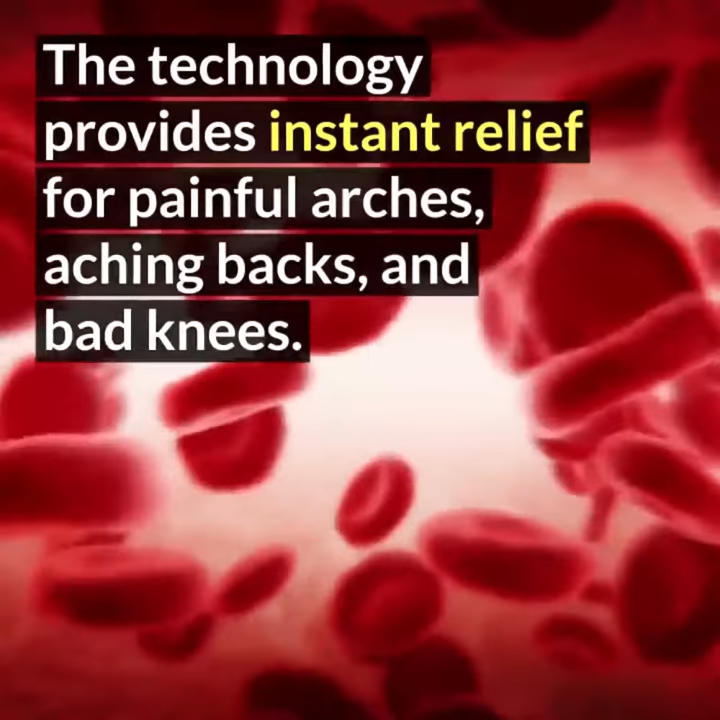 The technology
provides instant relief
for painful arches,
aching backs, and
bad knees.